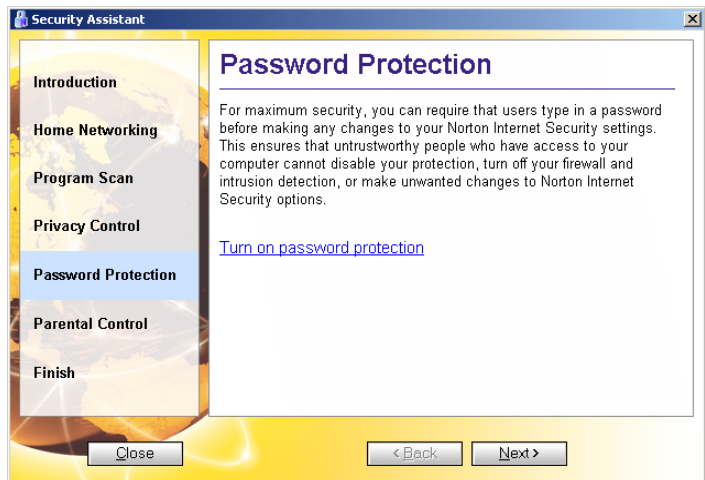 Security Assistant
Introduction
Home Networking
Program Scan
Privacy Control
Password Protection
Parental Control
Finish
Password Protection
For maximum security, you can require that users type in a password
before making any changes to your Norton Internet Security settings.
This ensures that untrustworthy people who have access to your
computer cannot disable your protection, turn off your firewall and
intrusion detection, or make unwanted changes to Norton Internet
Security options.
Turn on password protection
Close
< Back
Next >